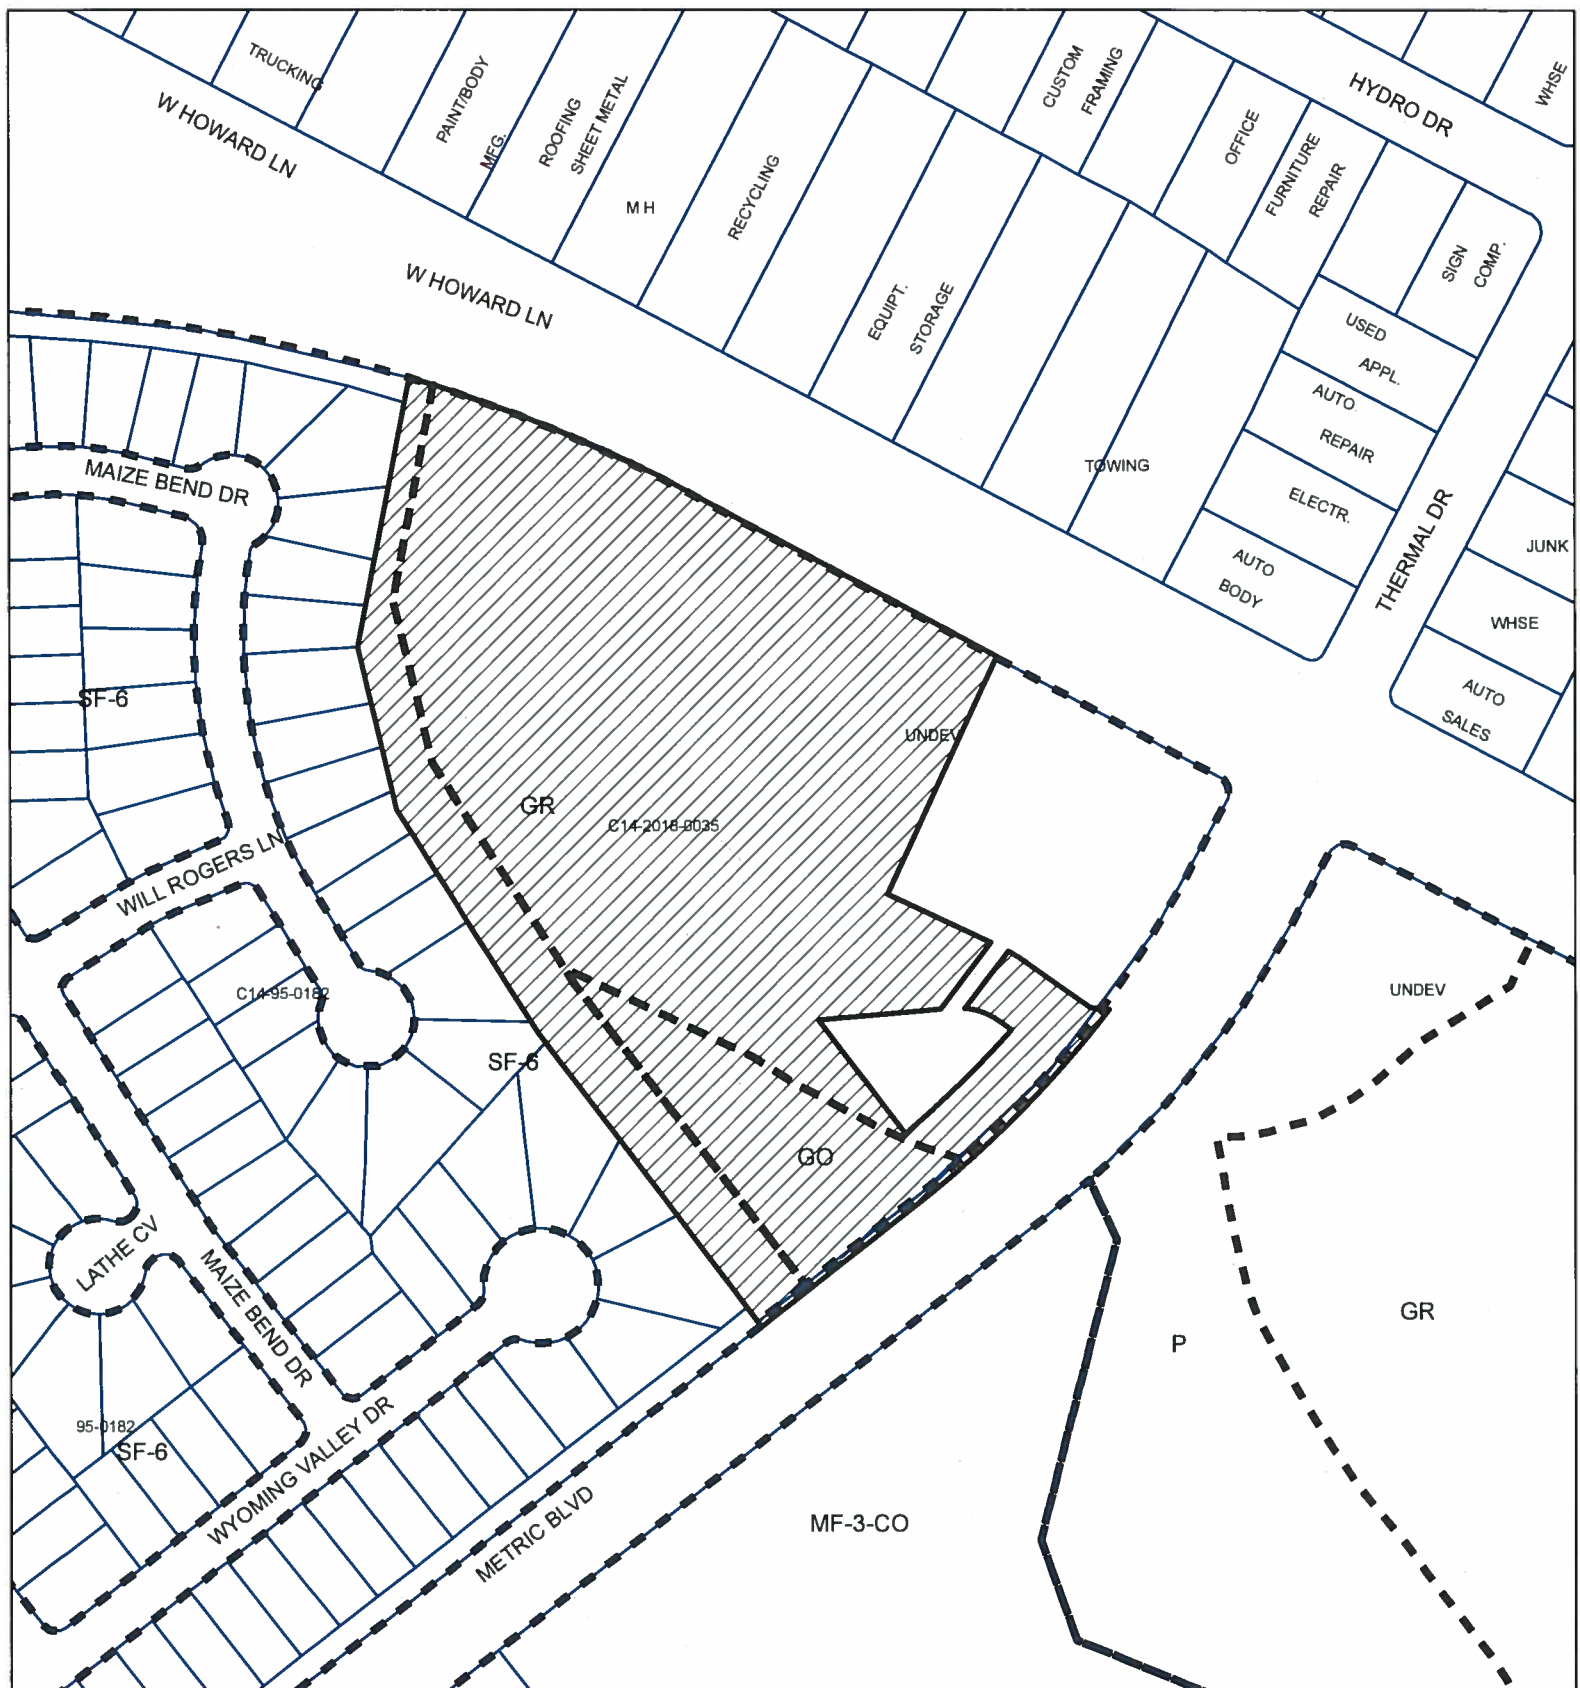 TRUCKING
PAINT/BODY
MFG.
ROOFING
SHEET METAL
CUSTOM
FRAMING
HYDRO DR
WHSE
W HOWARD LN
OFFICE
FURNITURE
REPAIR
M H
RECYCLING
SIGN
COMP.
W HOWARD LN
EQUIPT.
STORAGE
USED
APPL.
AUTO
REPAIR
TOWING
ELECTR.
MAIZE BEND DR
THERMAL DR
JUNK
AUTO
BODY
WHSE
SF-6
AUTO
SALES
UNDEV
GR
C14-2018-0035
WILL ROGERS LN
C14-95-0182
UNDEV
SF-6
GO
LATHE CV
MAIZE BEND DR
GR
P
95-0182
SF-6
WYOMING VALLEY DR
METRIC BLVD
MF-3-CO